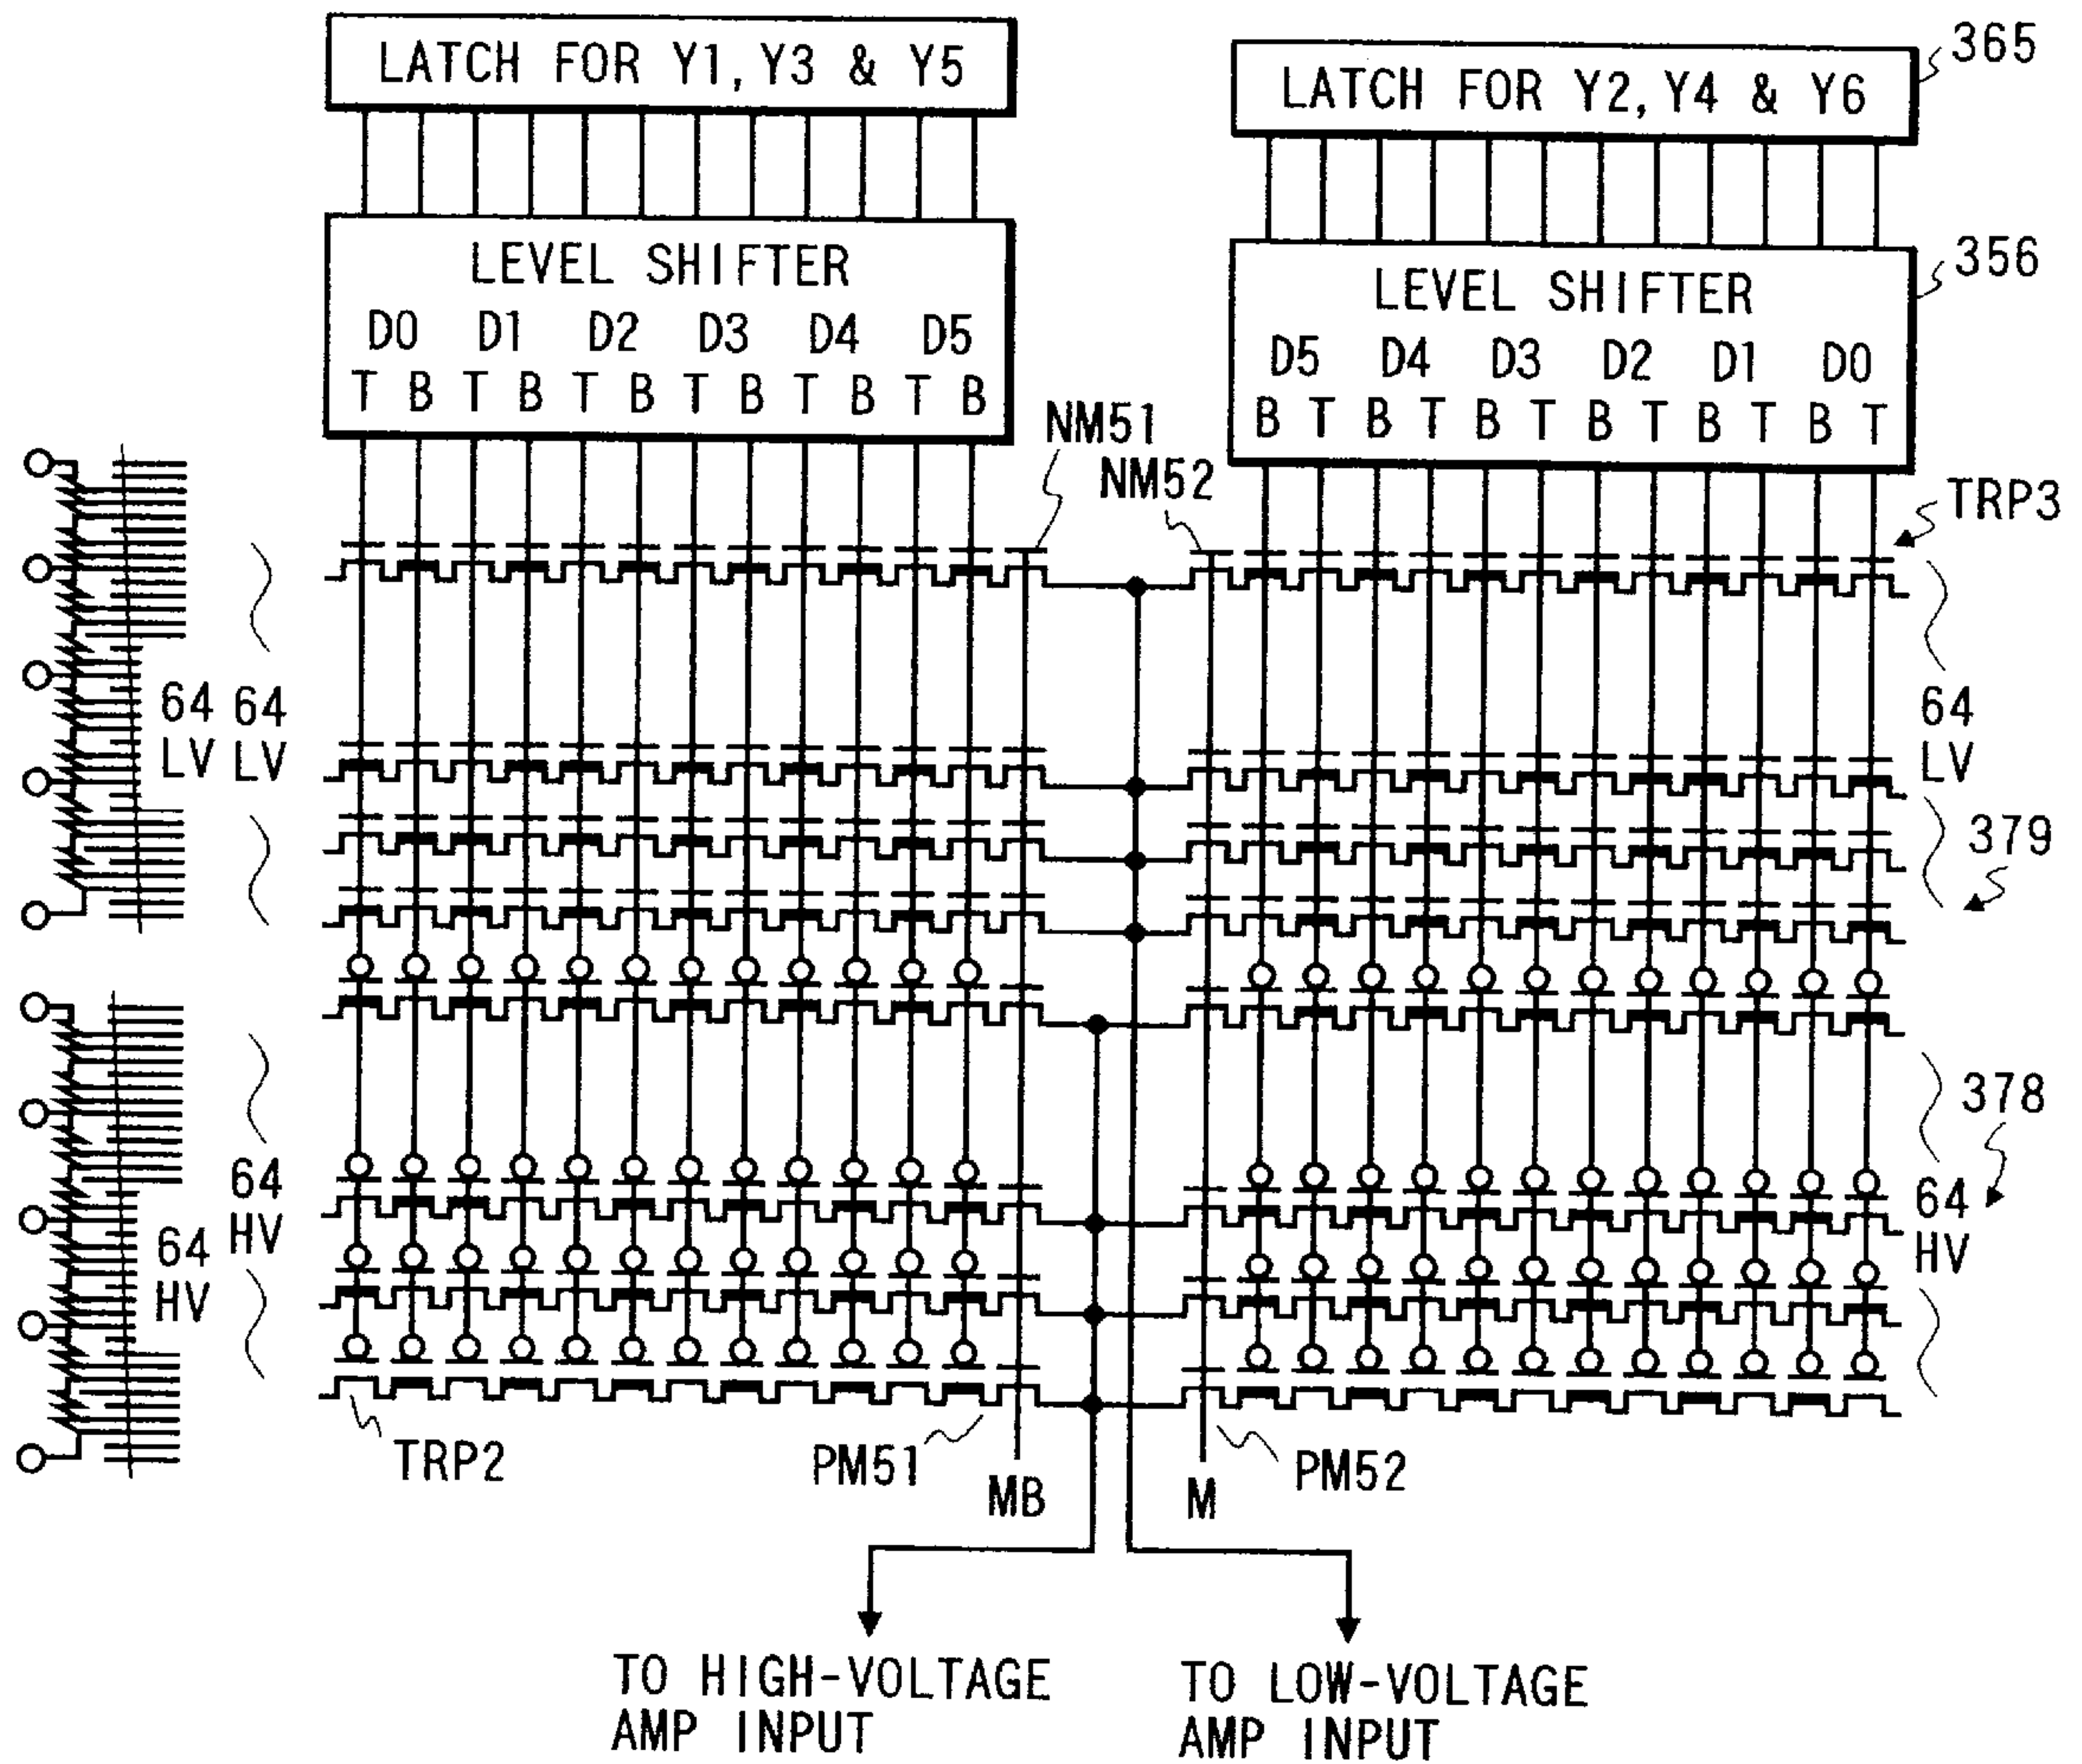 LATCH FOR Y1, Y3 & Y5
LATCH FOR Y2, Y4 & Y6
365
LEVEL SHIFTER
D0 D1 D2 D3 D4 D5
T B T B T B T B T B T B
LEVEL SHIFTER
D5 D4 D3 D2 D1 D0
B T B T B T B T B T B T
356
NM51
NM52
TRP3
64 LV
64 LV
64 LV
379
378
64 HV
64 HV
64 HV
TRP2
PM51
MB
M
PM52
TO HIGH-VOLTAGE
AMP INPUT
TO LOW-VOLTAGE
AMP INPUT